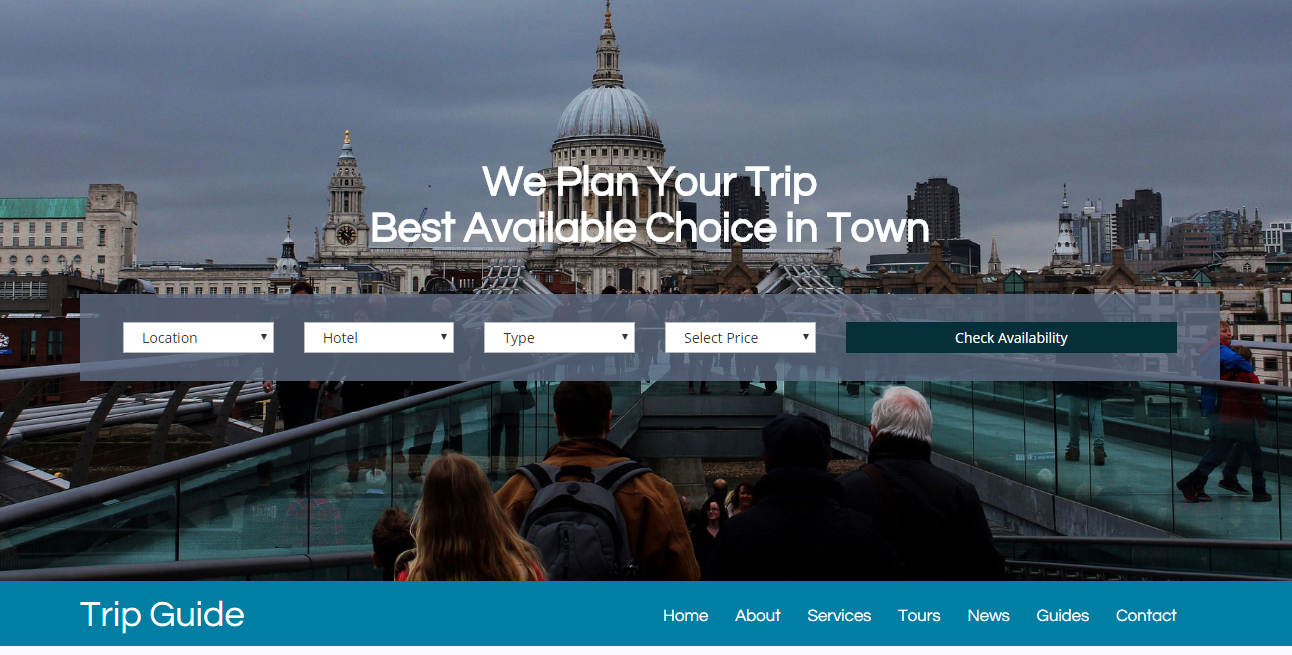 We Plan Your Trip
Best Available Choice in Town
Location Hotel Type Select Price Check Availability
Trip Guide Home About Services Tours News Guides Contact